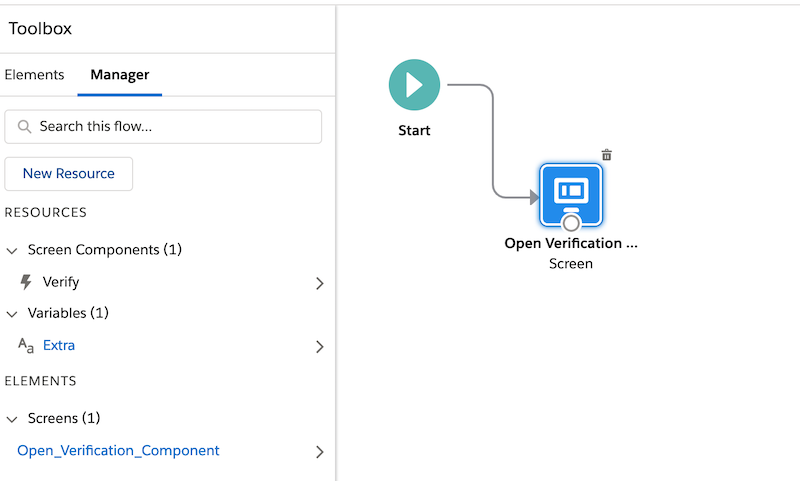 Toolbox
Elements
Manager
Search this flow...
New Resource
RESOURCES
Screen Components (1)
Verify
Variables (1)
Aa
Extra
ELEMENTS
Screens (1)
Open_Verification_Component
Start
Open Verification ...
Screen